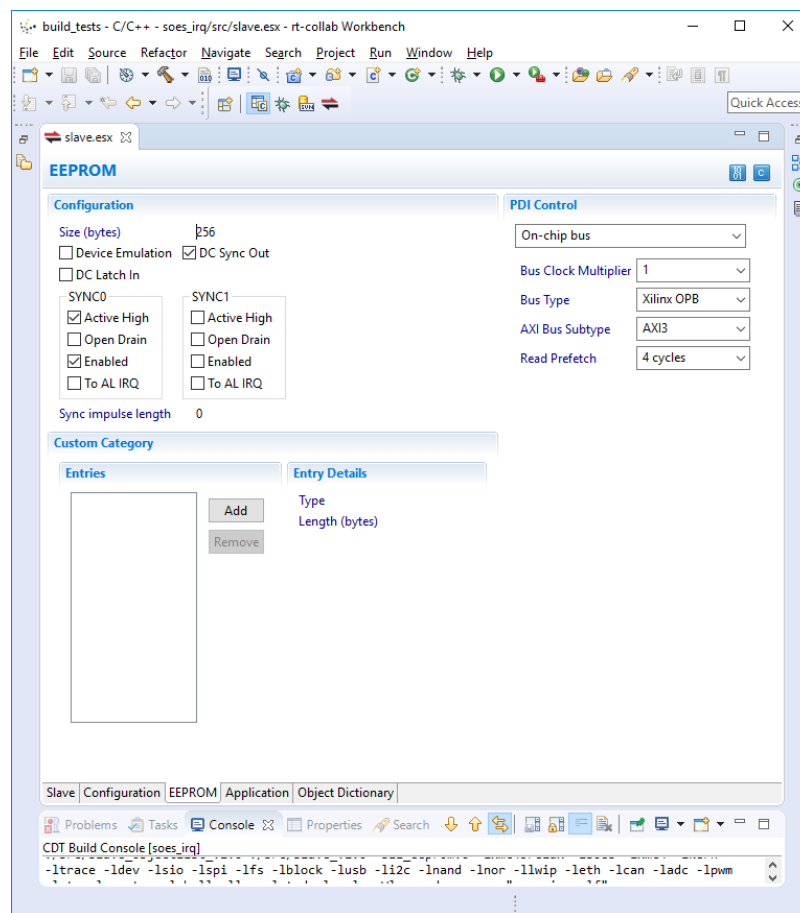 build_tests - C/C++ - soes_irq/src/slave.esx - rt-collab Workbench
File Edit Source Refactor Navigate Search Project Run Window Help
Quick Access
slave.esx
EEPROM
Configuration
Size (bytes) 256
Device Emulation DC Sync Out
DC Latch In
SYNC0 SYNC1
Active High Active High
Open Drain Open Drain
Enabled Enabled
To AL IRQ To AL IRQ
Sync impulse length 0
PDI Control
On-chip bus
Bus Clock Multiplier 1
Bus Type Xilinx OPB
AXI Bus Subtype AXI3
Read Prefetch 4 cycles
Custom Category
Entries
Add
Remove
Entry Details
Type
Length (bytes)
Slave Configuration EEPROM Application Object Dictionary
Problems Tasks Console Properties Search
CDT Build Console [soes_irq]
-ltrace -ldev -lsio -lspi -lfs -lblock -lusb -li2c -lnand -lnor -llwip -leth -lcan -ladc -lpwm